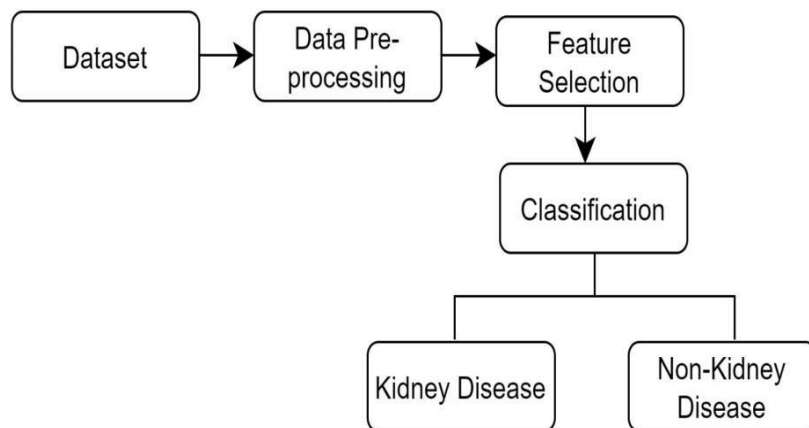 Dataset
Data Pre-
processing
Feature
Selection
Classification
Kidney Disease
Non-Kidney
Disease